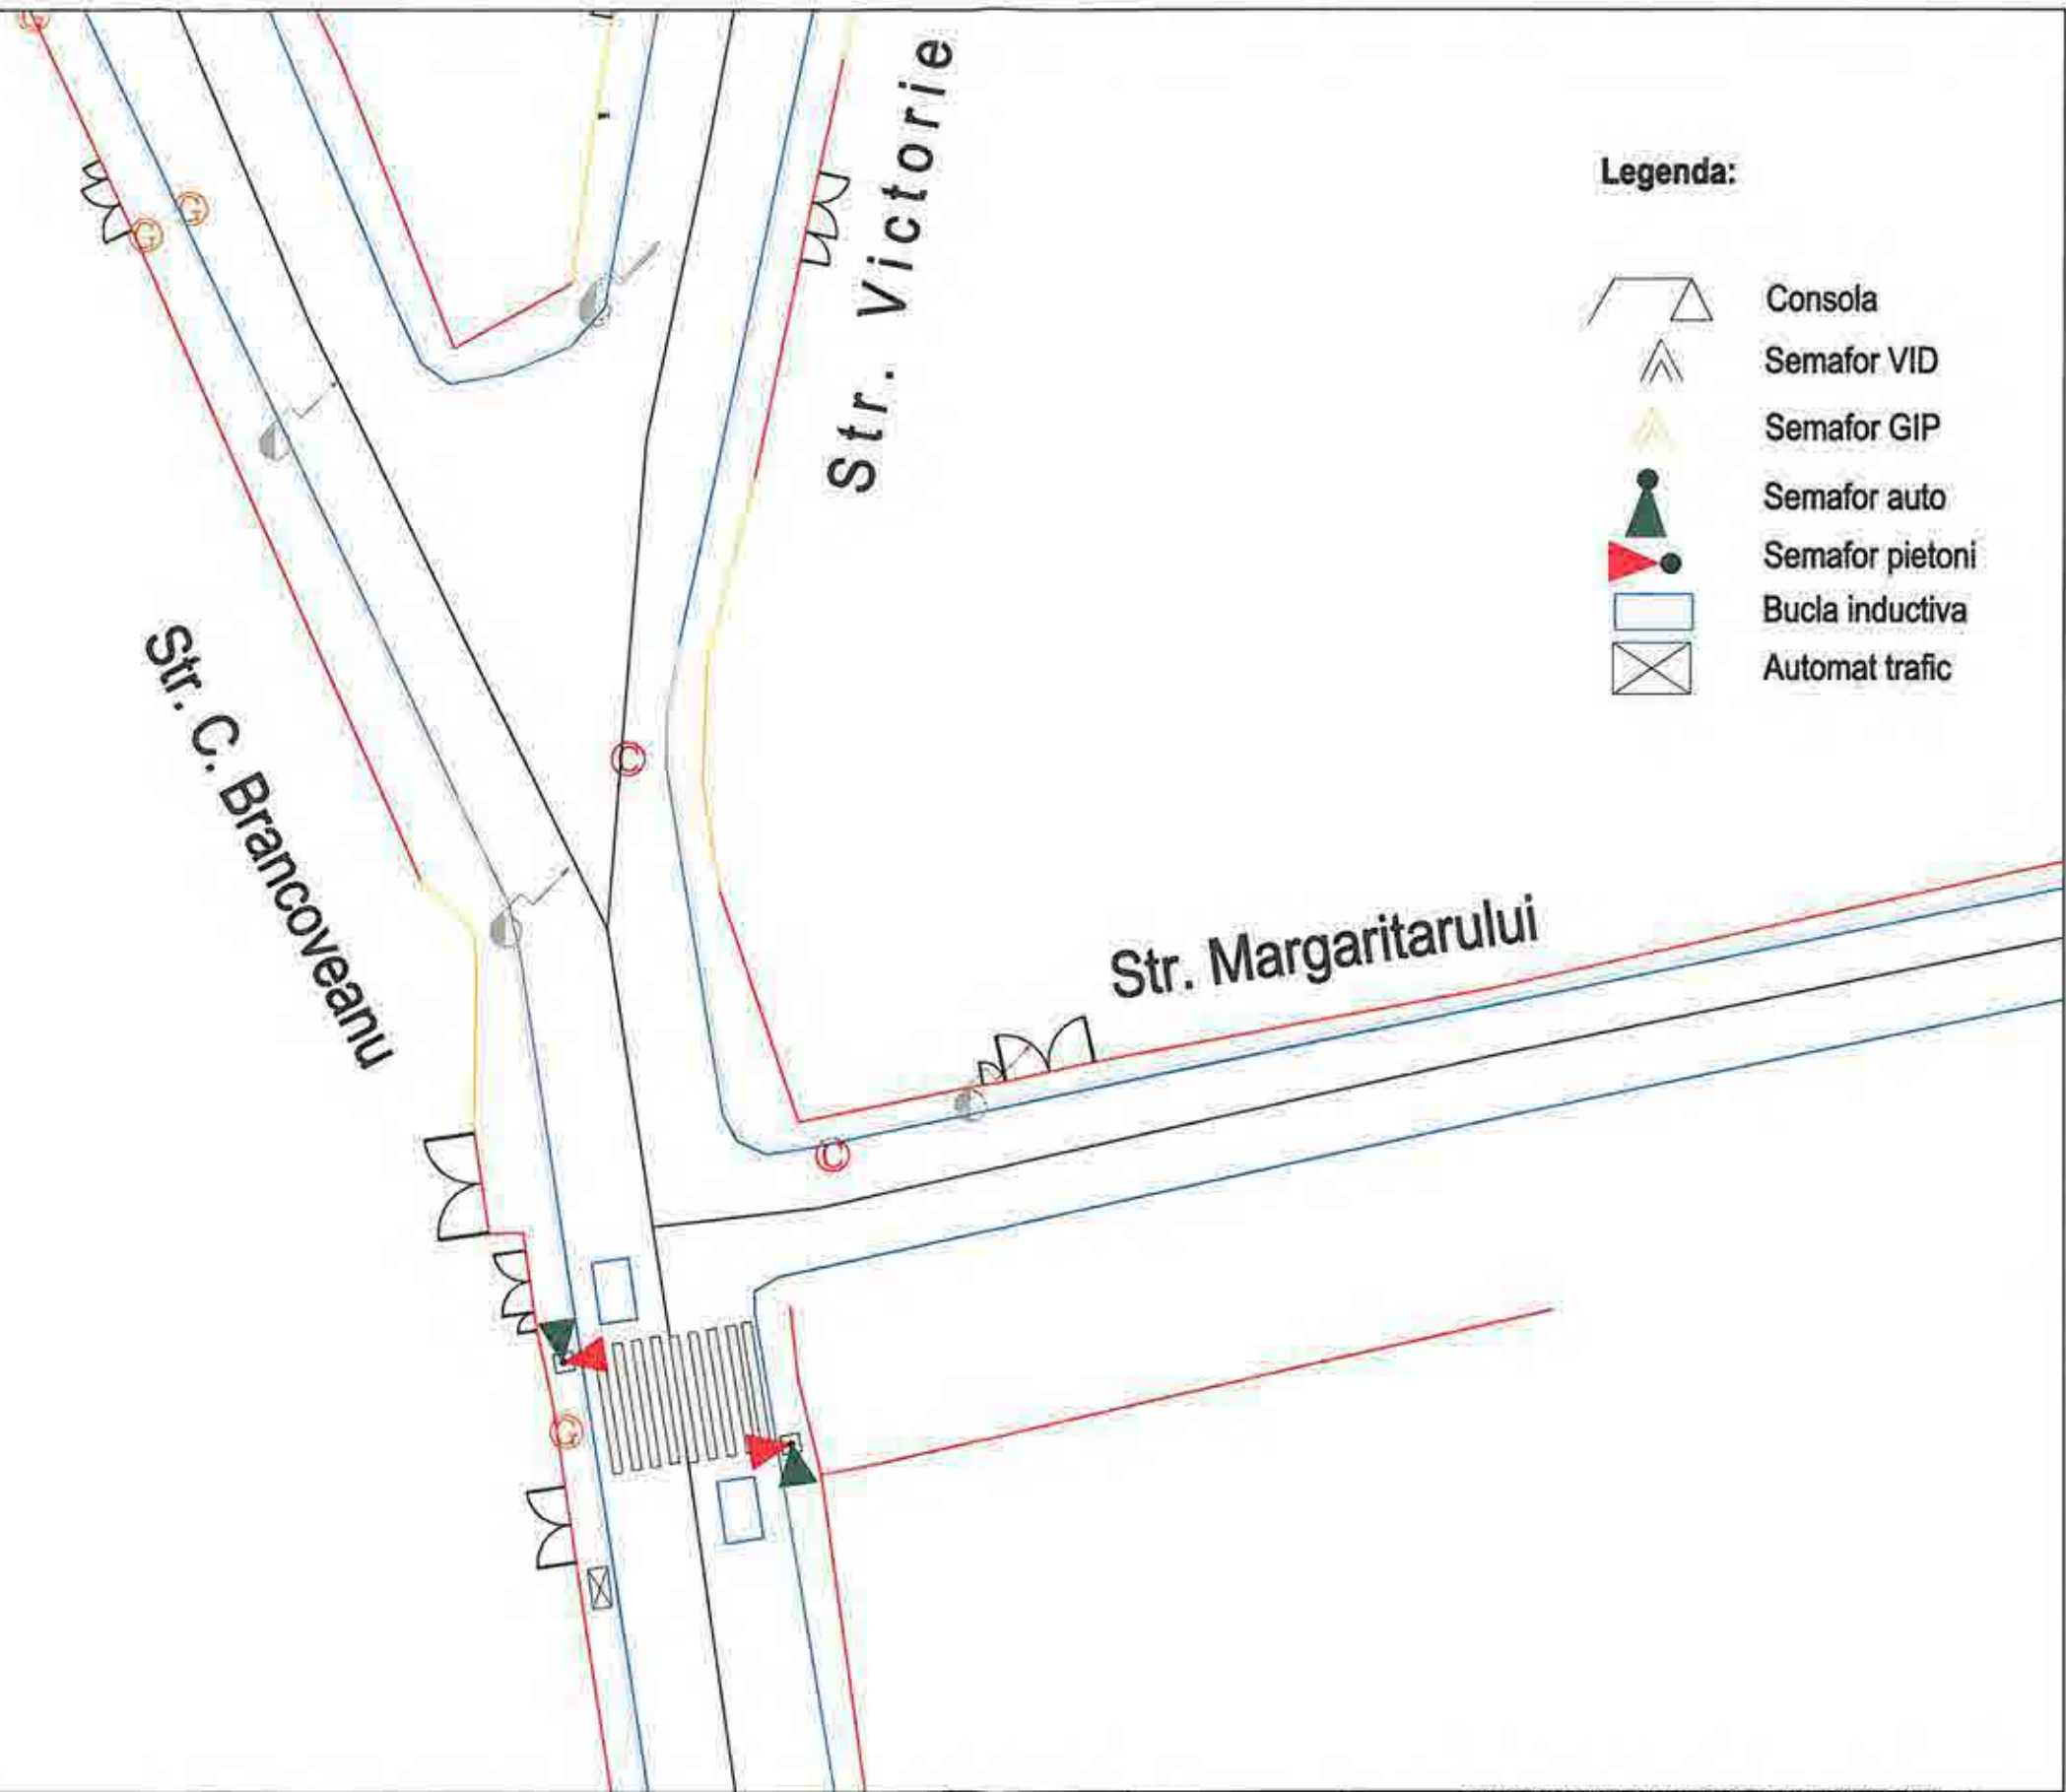 Str. Victorie
Legenda:
Consola
Semafor VID
Semafor GIP
Semafor auto
Semafor pietoni
Bucla inductiva
Automat trafic
Str. C. Brancoveanu
Str. Margaritarului
G
G
G
C
C
G